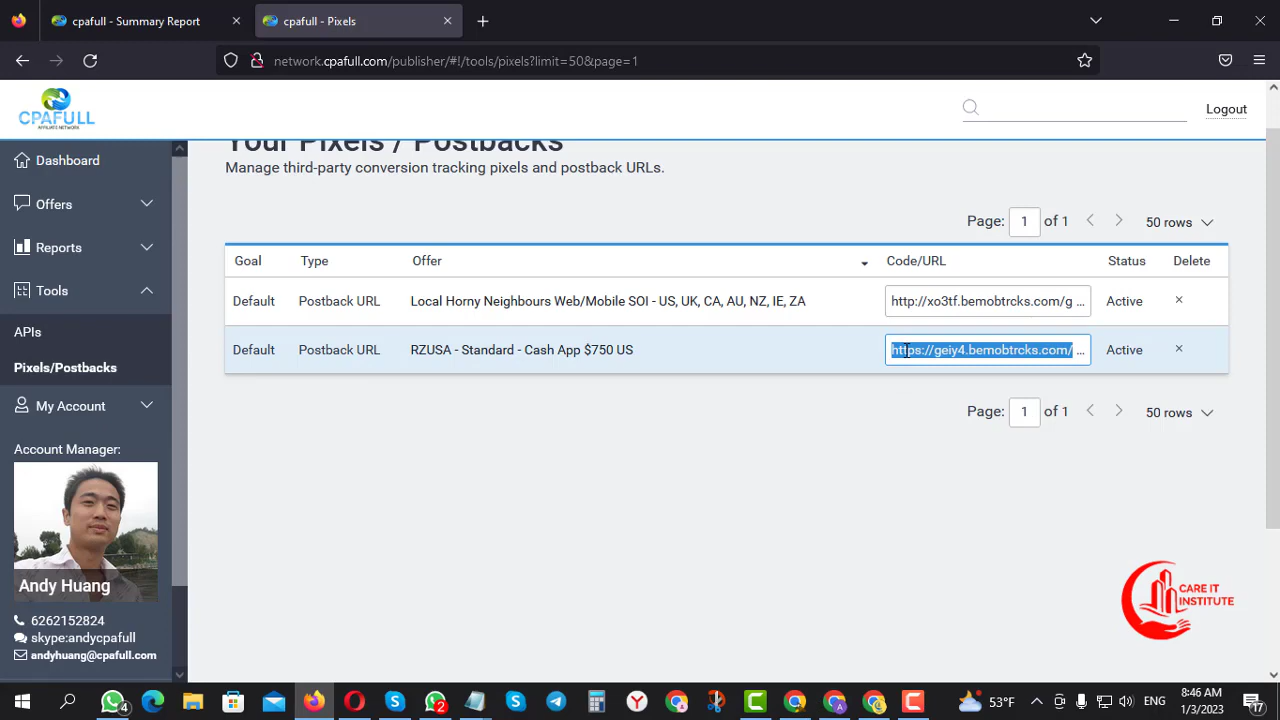 cpafull - Summary Report
cpafull - Pixels
network.cpafull.com/publisher/#!/tools/pixels?limit=50&page=1
CPAFULL
AFFILIATE NETWORK
Logout
Dashboard
Offers
Reports
Tools
APIs
Pixels/Postbacks
My Account
Account Manager:
Andy Huang
6262152824
skype:andycpafull
andyhuang@cpafull.com
Your Pixels / Postbacks
Manage third-party conversion tracking pixels and postback URLs.
Page: 1 of 1 50 rows
Goal Type Offer Code/URL Status Delete
Default Postback URL Local Horny Neighbours Web/Mobile SOI - US, UK, CA, AU, NZ, IE, ZA http://xo3tf.bemobtrcks.com/g ... Active ×
Default Postback URL RZUSA - Standard - Cash App $750 US https://geiy4.bemobtrcks.com/ ... Active ×
Page: 1 of 1 50 rows
CARE IT
INSTITUTE
4
2
53°F
ENG
8:46 AM
1/3/2023
17